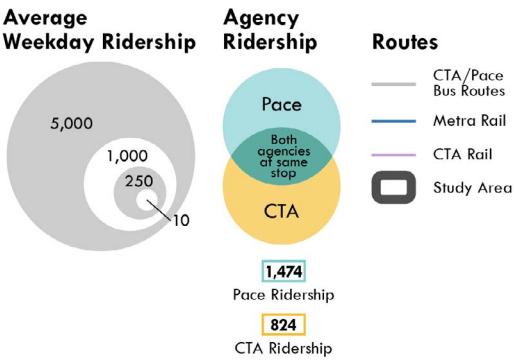 Average
Weekday Ridership
5,000
1,000
250
10
Agency
Ridership
Pace
Both
agencies
at same
stop
CTA
1,474
Pace Ridership
824
CTA Ridership
Routes
CTA/Pace
Bus Routes
Metra Rail
CTA Rail
Study Area